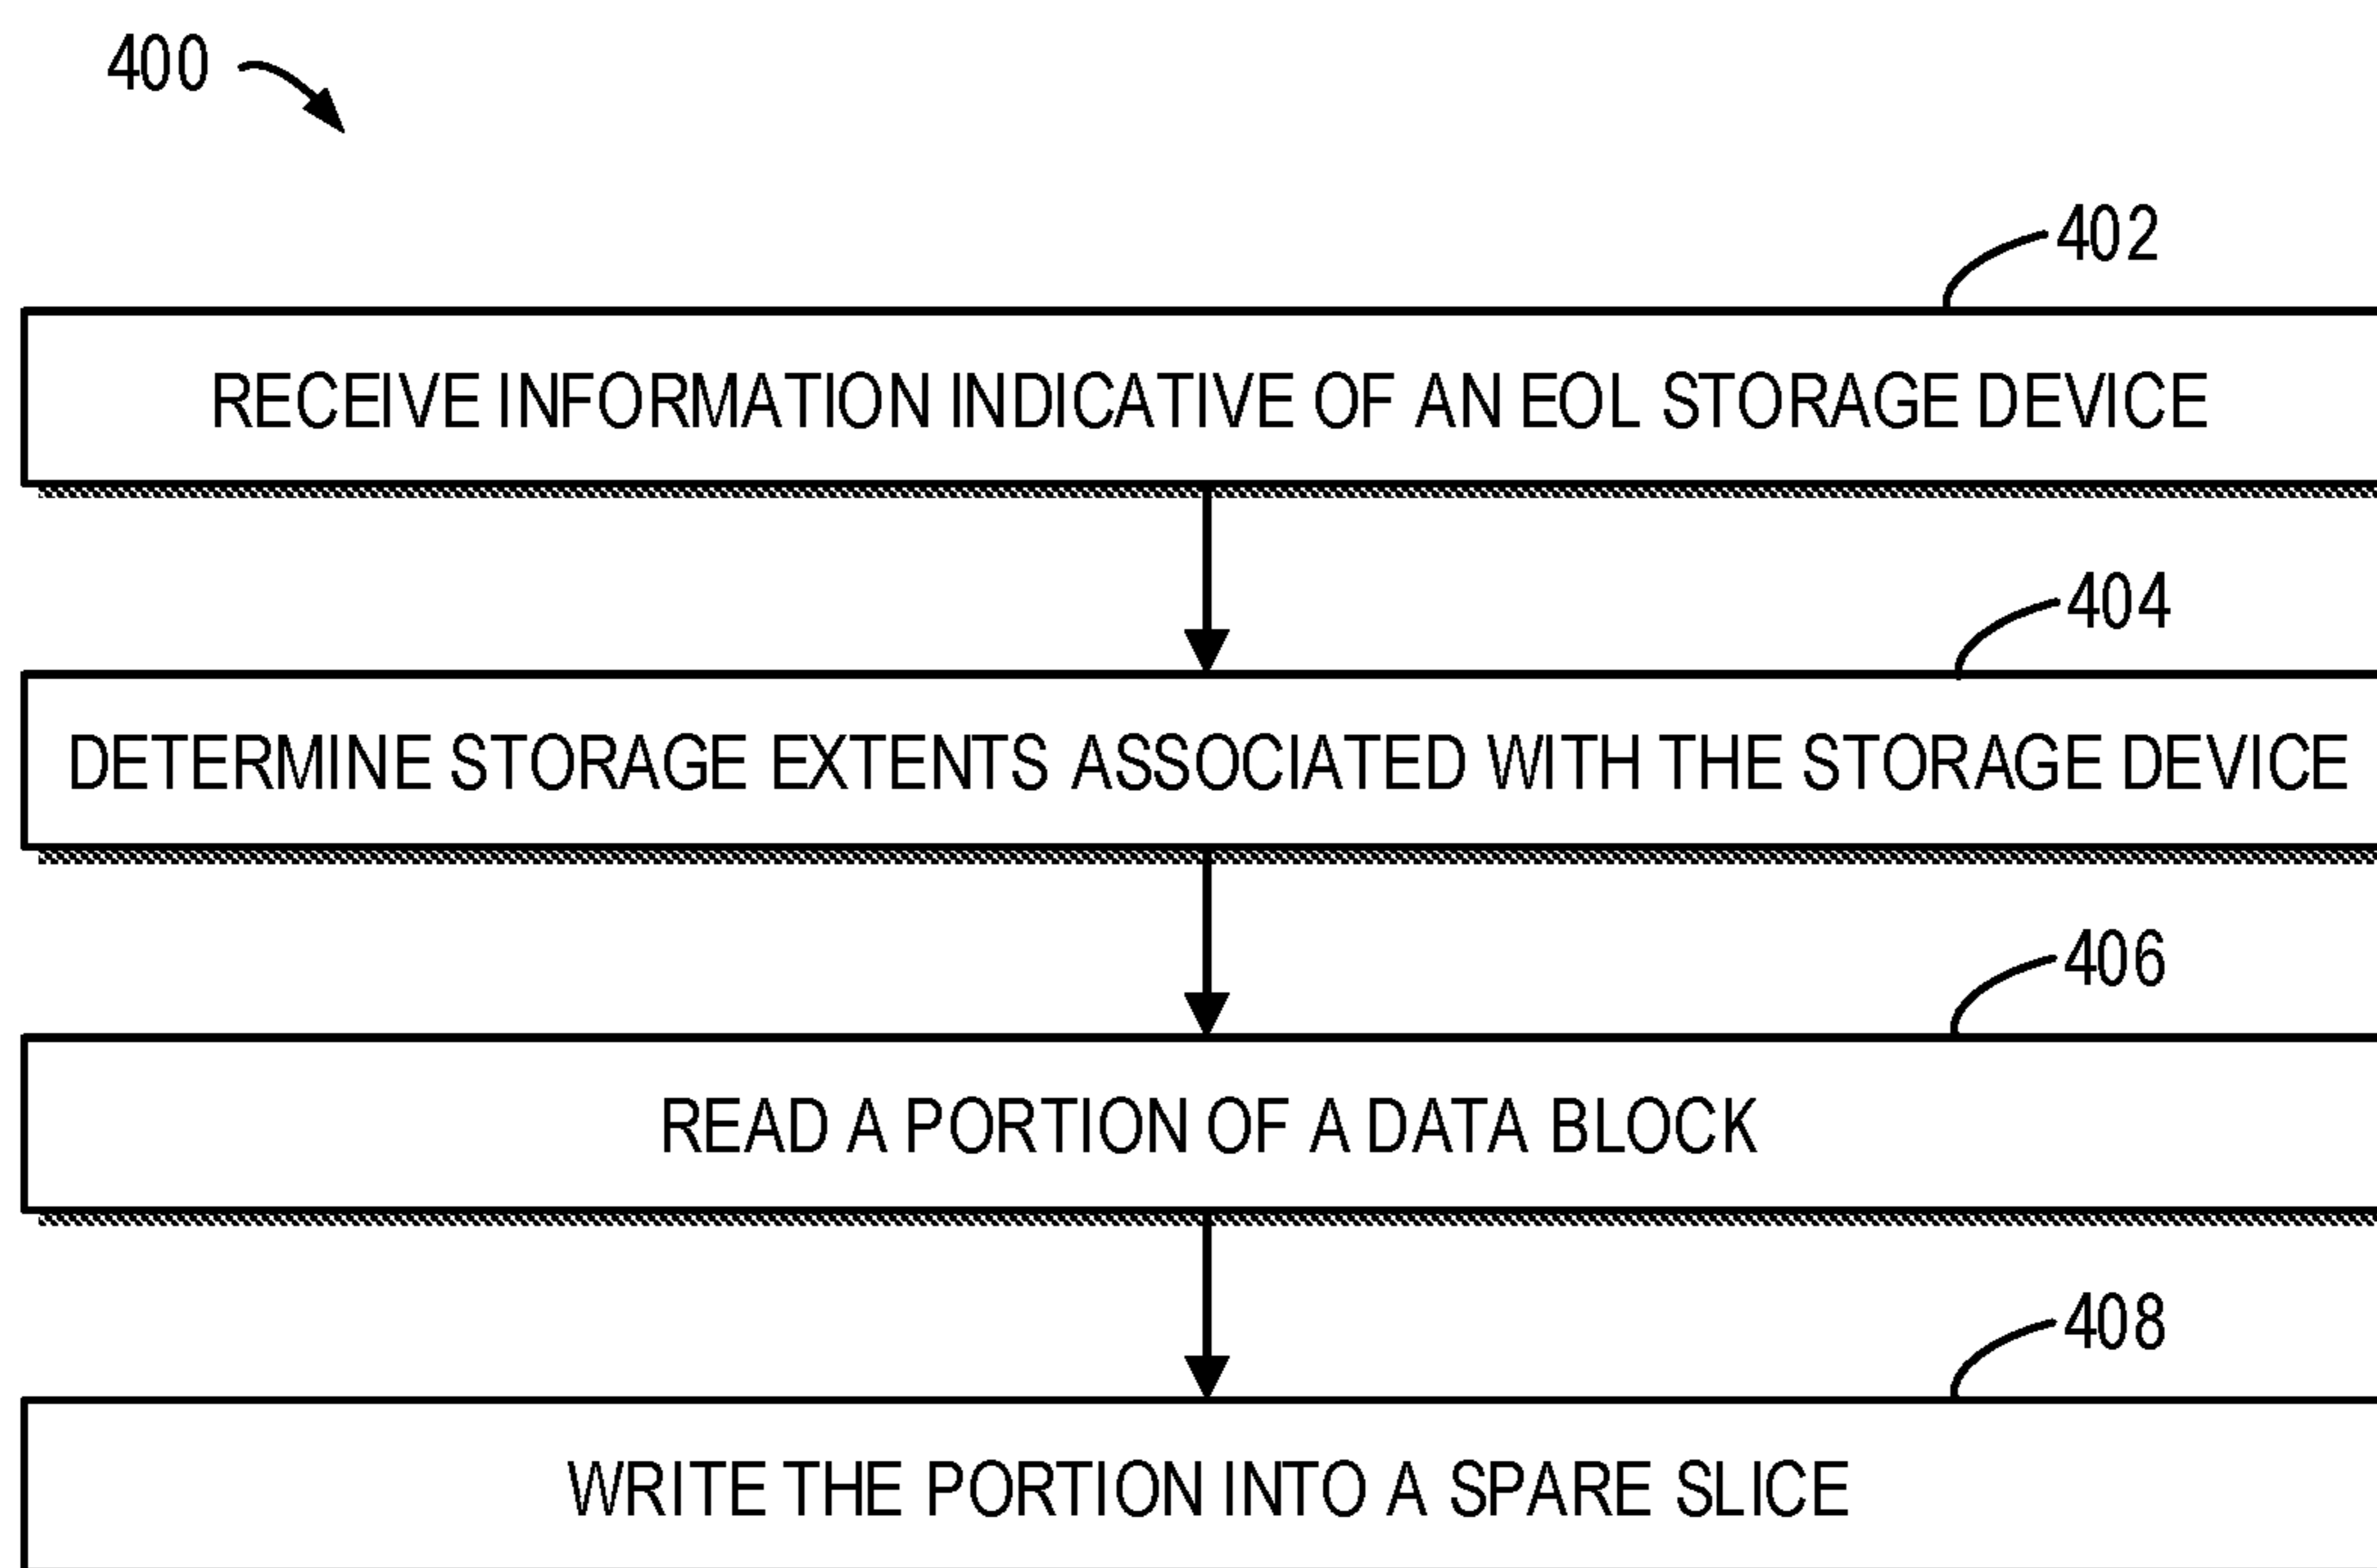 400
402
RECEIVE INFORMATION INDICATIVE OF AN EOL STORAGE DEVICE
404
DETERMINE STORAGE EXTENTS ASSOCIATED WITH THE STORAGE DEVICE
406
READ A PORTION OF A DATA BLOCK
408
WRITE THE PORTION INTO A SPARE SLICE